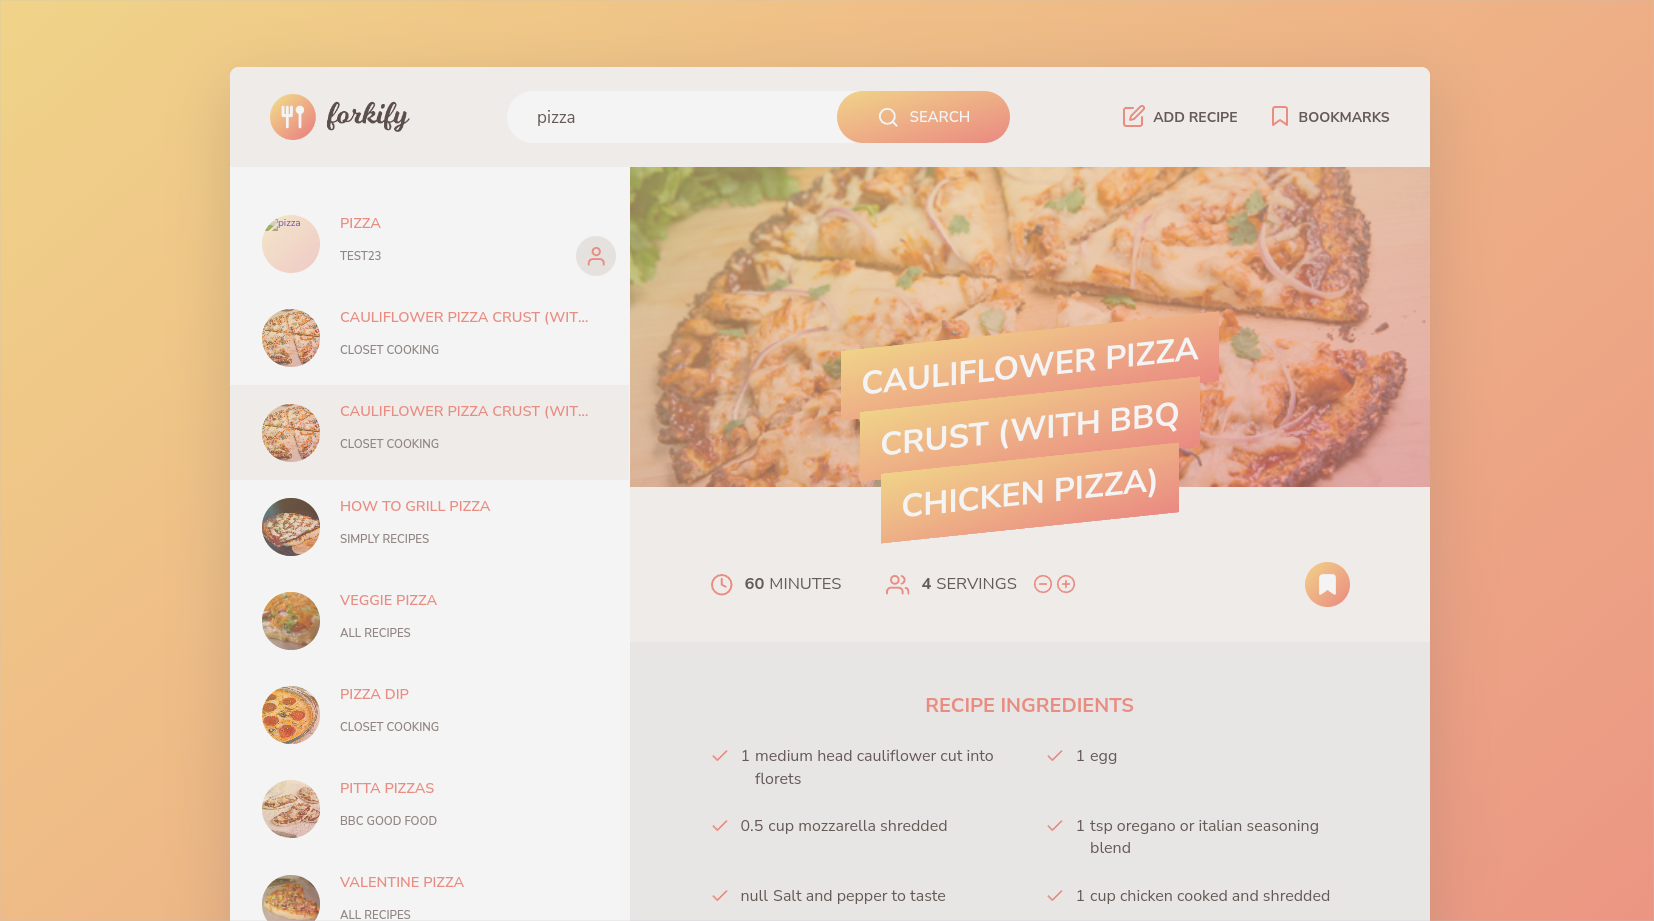 forkify
pizza
SEARCH
ADD RECIPE
BOOKMARKS
pizza
PIZZA
TEST23
CAULIFLOWER PIZZA CRUST (WIT...
CLOSET COOKING
CAULIFLOWER PIZZA CRUST (WIT...
CLOSET COOKING
HOW TO GRILL PIZZA
SIMPLY RECIPES
VEGGIE PIZZA
ALL RECIPES
PIZZA DIP
CLOSET COOKING
PITTA PIZZAS
BBC GOOD FOOD
VALENTINE PIZZA
ALL RECIPES
CAULIFLOWER PIZZA
CRUST (WITH BBQ
CHICKEN PIZZA)
60 MINUTES
4 SERVINGS
RECIPE INGREDIENTS
1 medium head cauliflower cut into
florets
1 egg
0.5 cup mozzarella shredded
1 tsp oregano or italian seasoning
blend
null Salt and pepper to taste
1 cup chicken cooked and shredded